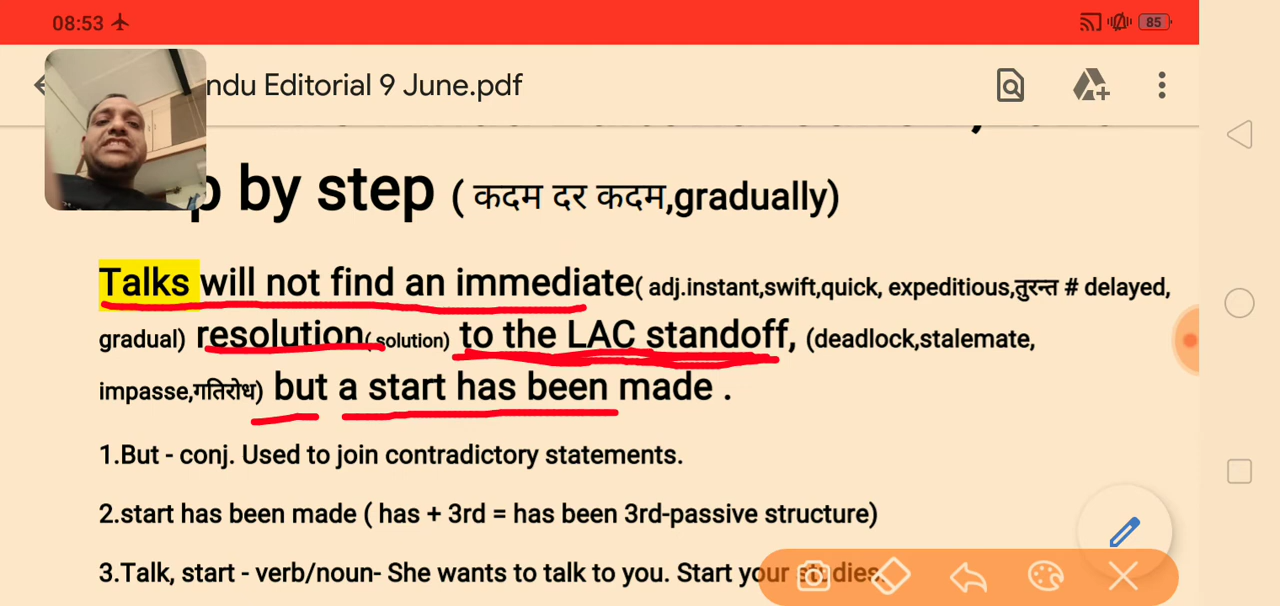 08:53
85
ndu Editorial 9 June.pdf
p by step ( कदम दर कदम,gradually)
Talks will not find an immediate( adj.instant,swift,quick, expeditious,तुरन्त # delayed,
gradual) resolution(solution) to the LAC standoff, (deadlock,stalemate,
impasse,गतिरोध) but a start has been made .
1.But - conj. Used to join contradictory statements.
2.start has been made ( has + 3rd = has been 3rd-passive structure)
3.Talk, start - verb/noun- She wants to talk to you. Start your studies.